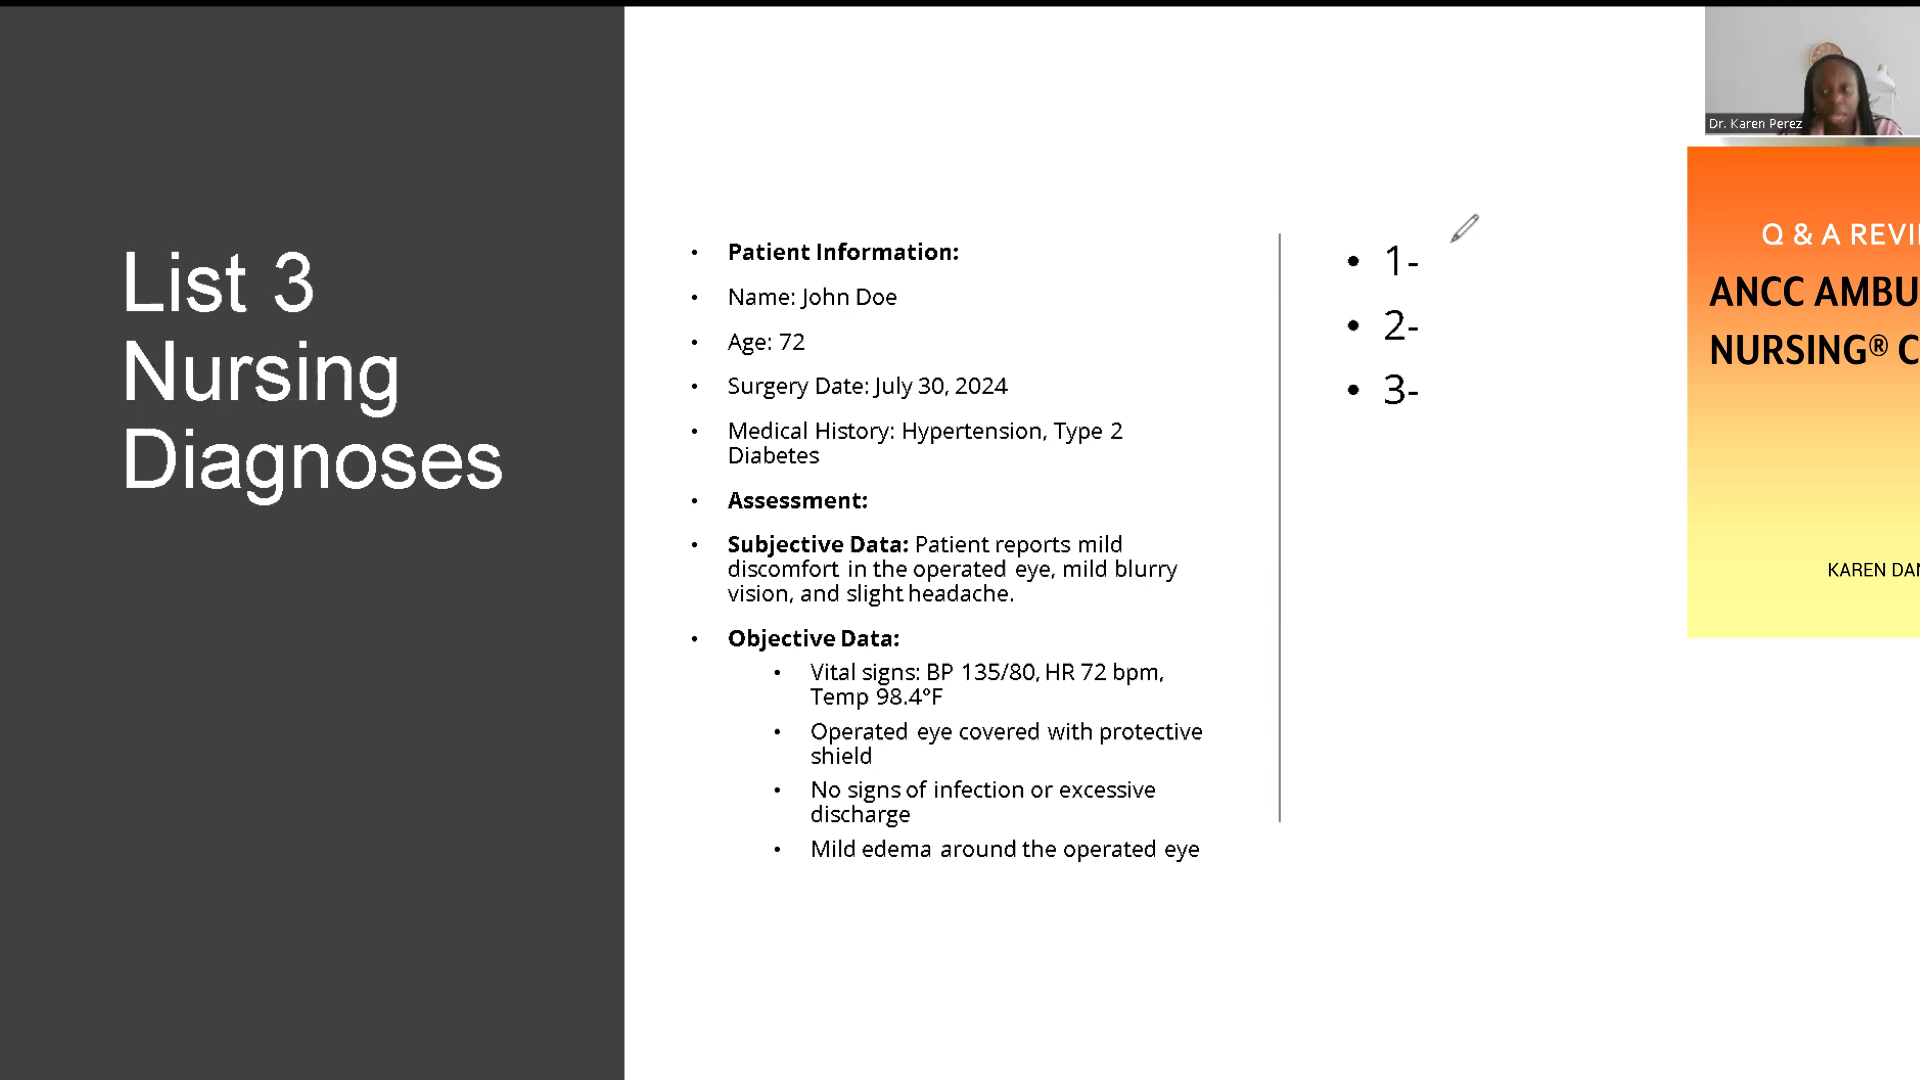 List 3
Nursing
Diagnoses
• Patient Information:
• Name: John Doe
• Age: 72
• Surgery Date: July 30, 2024
• Medical History: Hypertension, Type 2
Diabetes
• Assessment:
• Subjective Data: Patient reports mild
discomfort in the operated eye, mild blurry
vision, and slight headache.
• Objective Data:
• Vital signs: BP 135/80, HR 72 bpm,
Temp 98.4°F
• Operated eye covered with protective
shield
• No signs of infection or excessive
discharge
• Mild edema around the operated eye
• 1-
• 2-
• 3-
Dr. Karen Perez
Q & A REVI
ANCC AMBU
NURSING® C
KAREN DAN